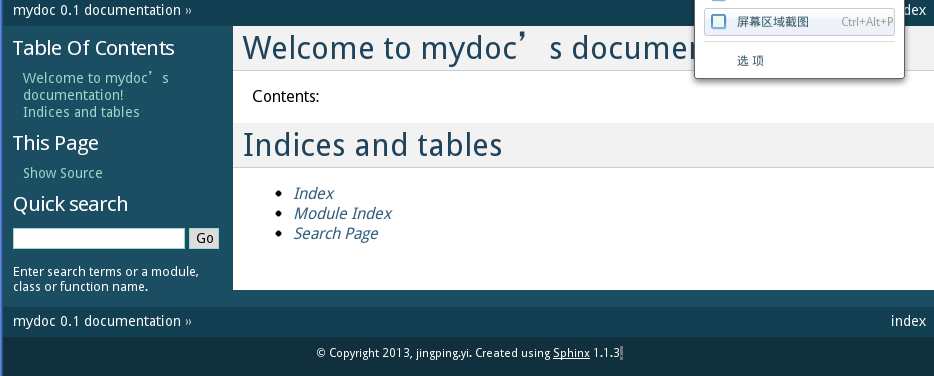 mydoc 0.1 documentation »
dex
屏幕区域截图 Ctrl+Alt+P
选 项
Table Of Contents
Welcome to mydoc’s
documentation!
Indices and tables
This Page
Show Source
Quick search
Go
Enter search terms or a module,
class or function name.
Welcome to mydoc’s documen
Contents:
Indices and tables
Index
Module Index
Search Page
mydoc 0.1 documentation »
index
© Copyright 2013, jingping.yi. Created using Sphinx 1.1.3.